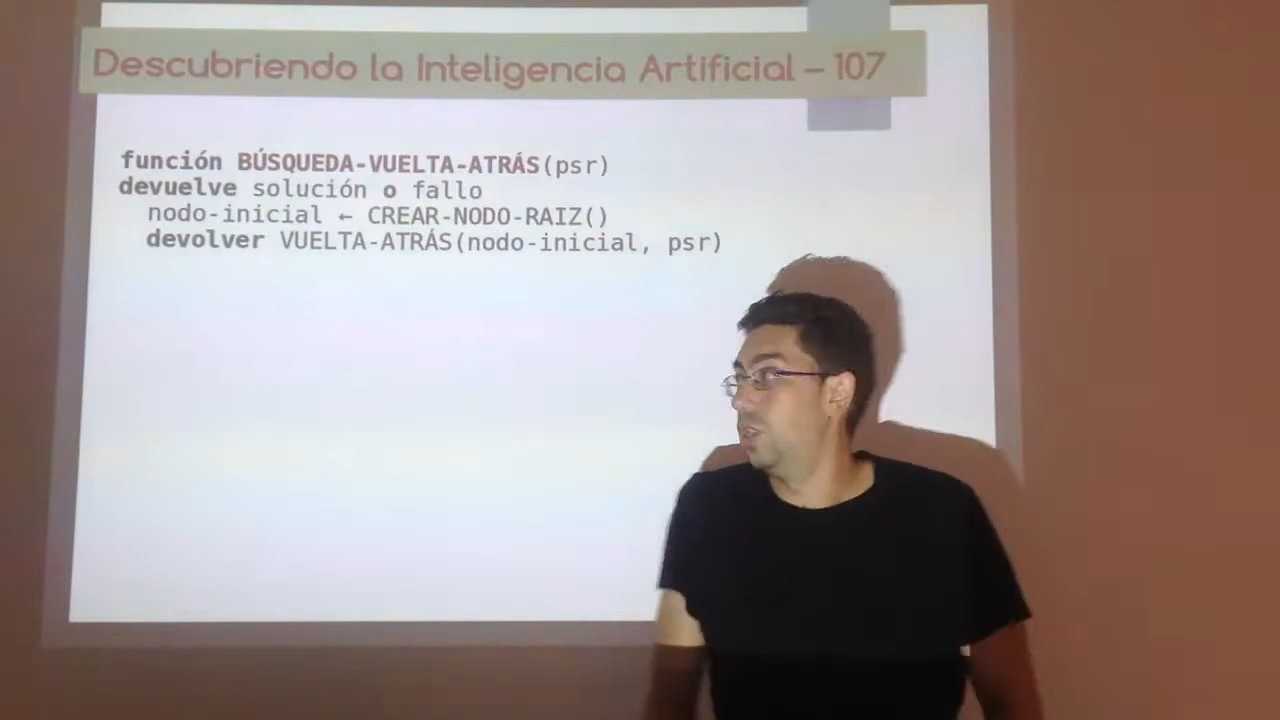 Descubriendo la Inteligencia Artificial – 107
función BÚSQUEDA-VUELTA-ATRÁS(psr)
devuelve solución o fallo
nodo-inicial ← CREAR-NODO-RAIZ()
devolver VUELTA-ATRÁS(nodo-inicial, psr)